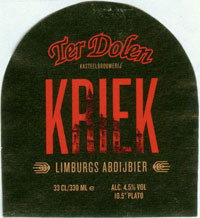 Ter Dolen
KASTEELBROUWERIJ
KRIEK
LIMBURGS ABDIJBIER
33 CL/330 ML e ALC. 4,5% VOL
10.5° PLATO